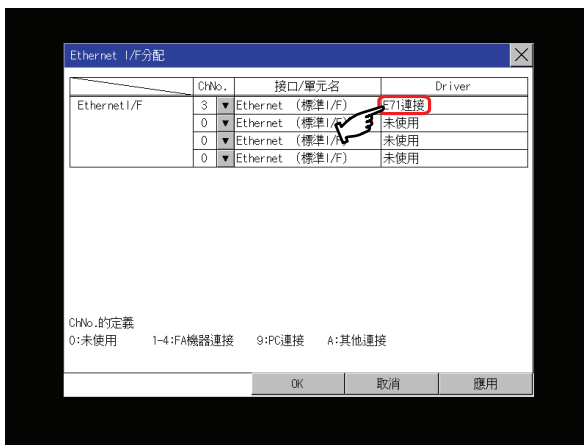 Ethernet I/F分配
ChNo. 接口/單元名 Driver
EthernetI/F 3 ▼ Ethernet (標準I/F) E71連接
0 ▼ Ethernet (標準I/F) 未使用
0 ▼ Ethernet (標準I/F) 未使用
0 ▼ Ethernet (標準I/F) 未使用
ChNo.的定義
0:未使用 1-4:FA機器連接 9:PC連接 A:其他連接
OK 取消 應用